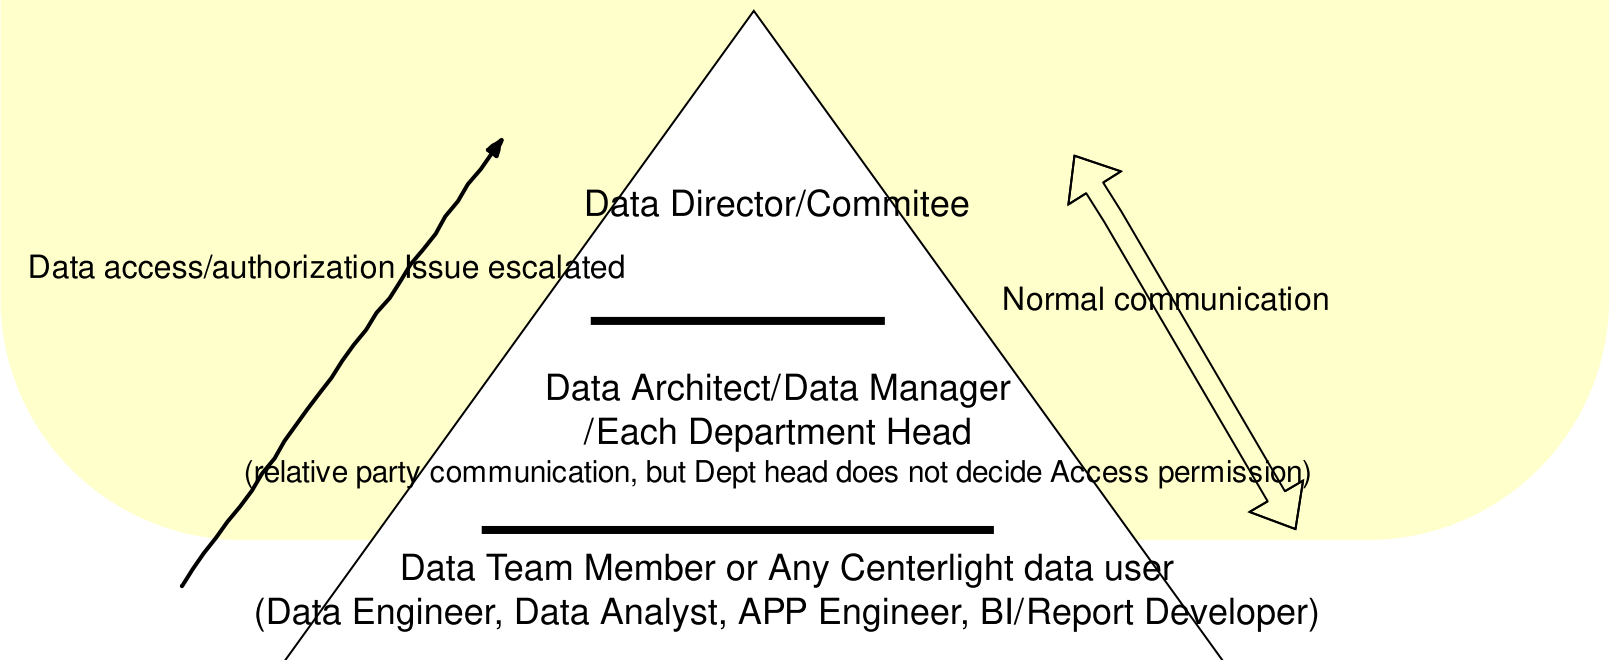 Data Director/Commitee
Data access/authorization Issue escalated
Normal communication
Data Architect/Data Manager
/Each Department Head
(relative party communication, but Dept head does not decide Access permission)
Data Team Member or Any Centerlight data user
(Data Engineer, Data Analyst, APP Engineer, BI/Report Developer)